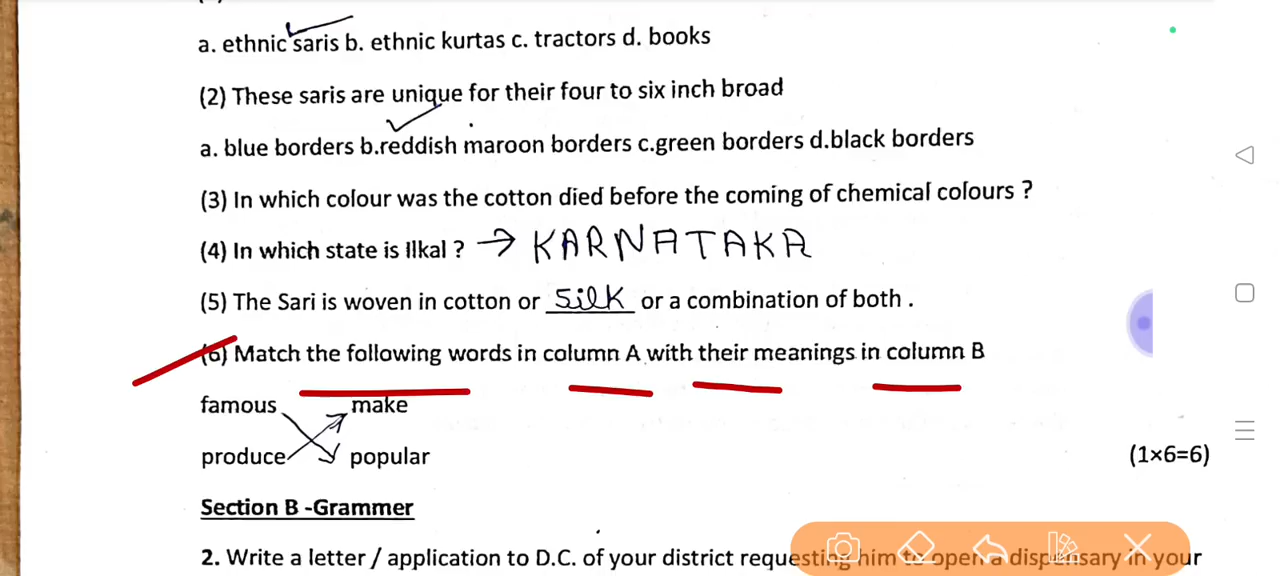 a. ethnic saris b. ethnic kurtas c. tractors d. books
(2) These saris are unique for their four to six inch broad
a. blue borders b.reddish maroon borders c.green borders d.black borders
(3) In which colour was the cotton died before the coming of chemical colours ?
(4) In which state is Ilkal ? → KARNATAKA
(5) The Sari is woven in cotton or silk or a combination of both .
(6) Match the following words in column A with their meanings in column B
famous make
produce popular (1×6=6)
Section B -Grammer
2. Write a letter / application to D.C. of your district requesting him to open a dispensary in your